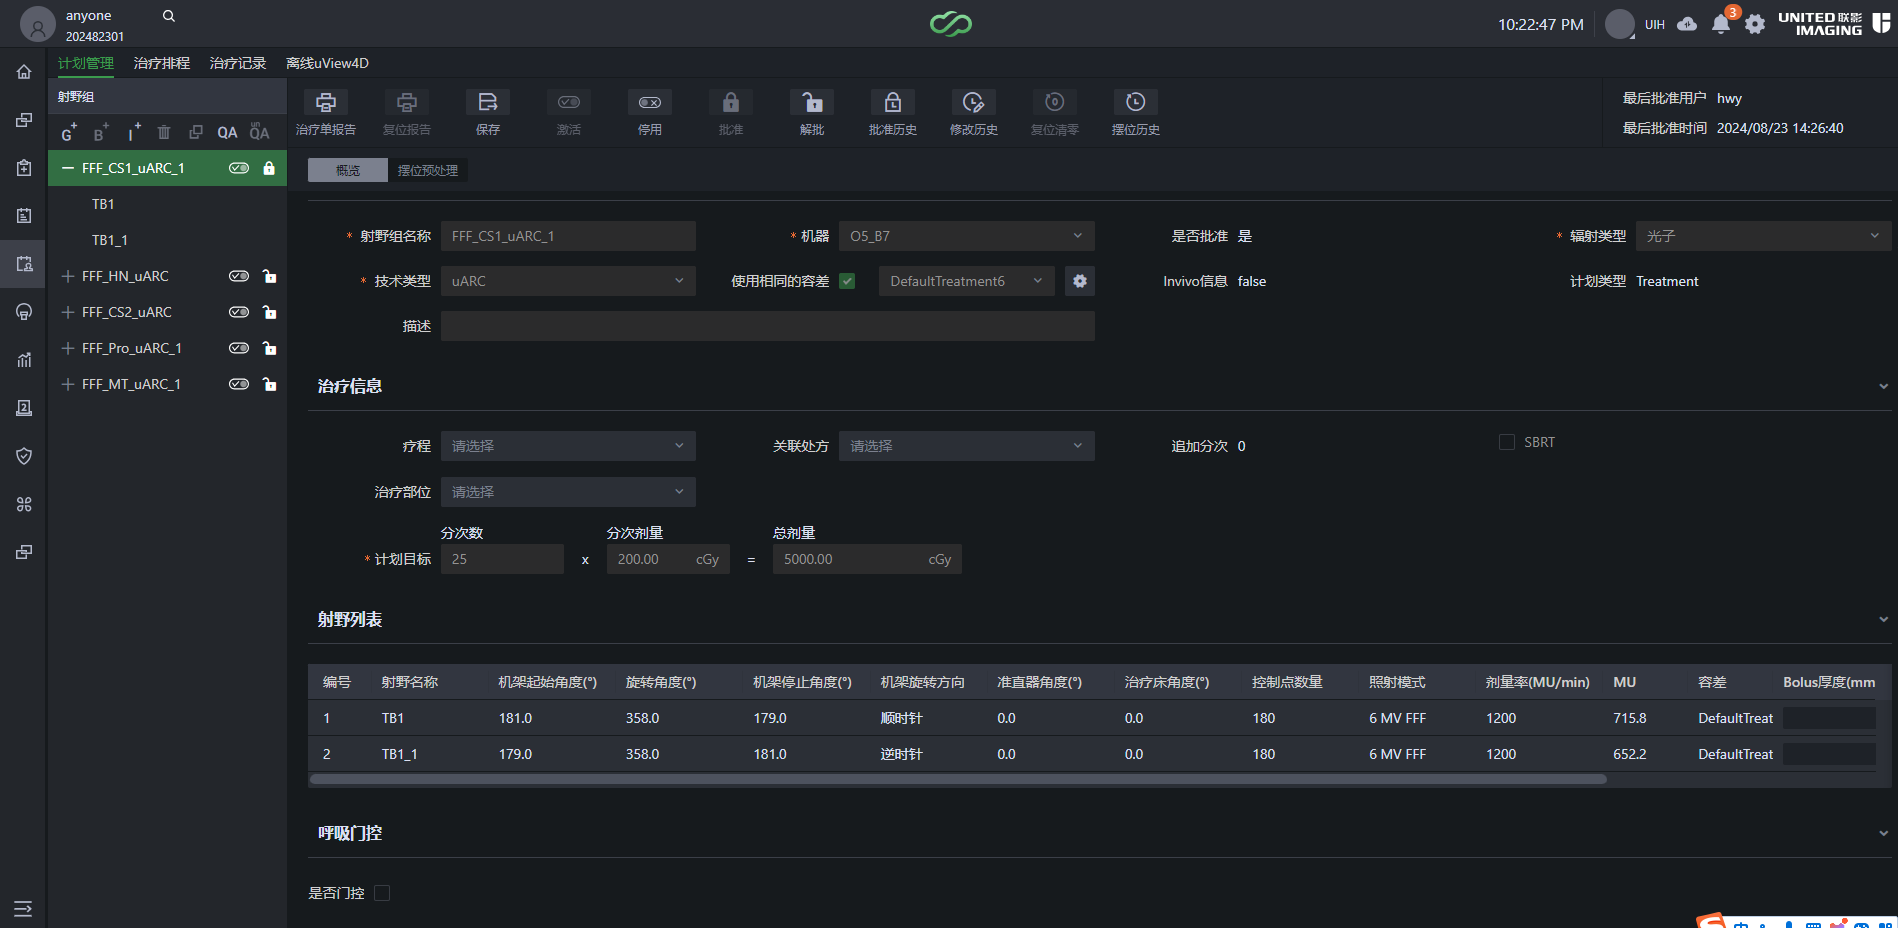 anyone
202482301
10:22:47 PM
UIH
3
UNITED 联影
IMAGING
计划管理 治疗排程 治疗记录 离线uView4D
射野组
G+ B+ I+ QA unQA
治疗单报告 复位报告 保存 激活 停用 批准 解批 批准历史 修改历史 复位清零 摆位历史
最后批准用户 hwy
最后批准时间 2024/08/23 14:26:40
FFF_CS1_uARC_1
TB1
TB1_1
FFF_HN_uARC
FFF_CS2_uARC
FFF_Pro_uARC_1
FFF_MT_uARC_1
概览 摆位预处理
* 射野组名称 FFF_CS1_uARC_1 * 机器 O5_B7 是否批准 是 * 辐射类型 光子
* 技术类型 uARC 使用相同的容差 DefaultTreatment6 Invivo信息 false 计划类型 Treatment
描述
治疗信息
疗程 请选择 关联处方 请选择 追加分次 0 SBRT
治疗部位 请选择
分次数 分次剂量 总剂量
* 计划目标 25 x 200.00 cGy = 5000.00 cGy
射野列表
编号 射野名称 机架起始角度(°) 旋转角度(°) 机架停止角度(°) 机架旋转方向 准直器角度(°) 治疗床角度(°) 控制点数量 照射模式 剂量率(MU/min) MU 容差 Bolus厚度(mm
1 TB1 181.0 358.0 179.0 顺时针 0.0 0.0 180 6 MV FFF 1200 715.8 DefaultTreat
2 TB1_1 179.0 358.0 181.0 逆时针 0.0 0.0 180 6 MV FFF 1200 652.2 DefaultTreat
呼吸门控
是否门控